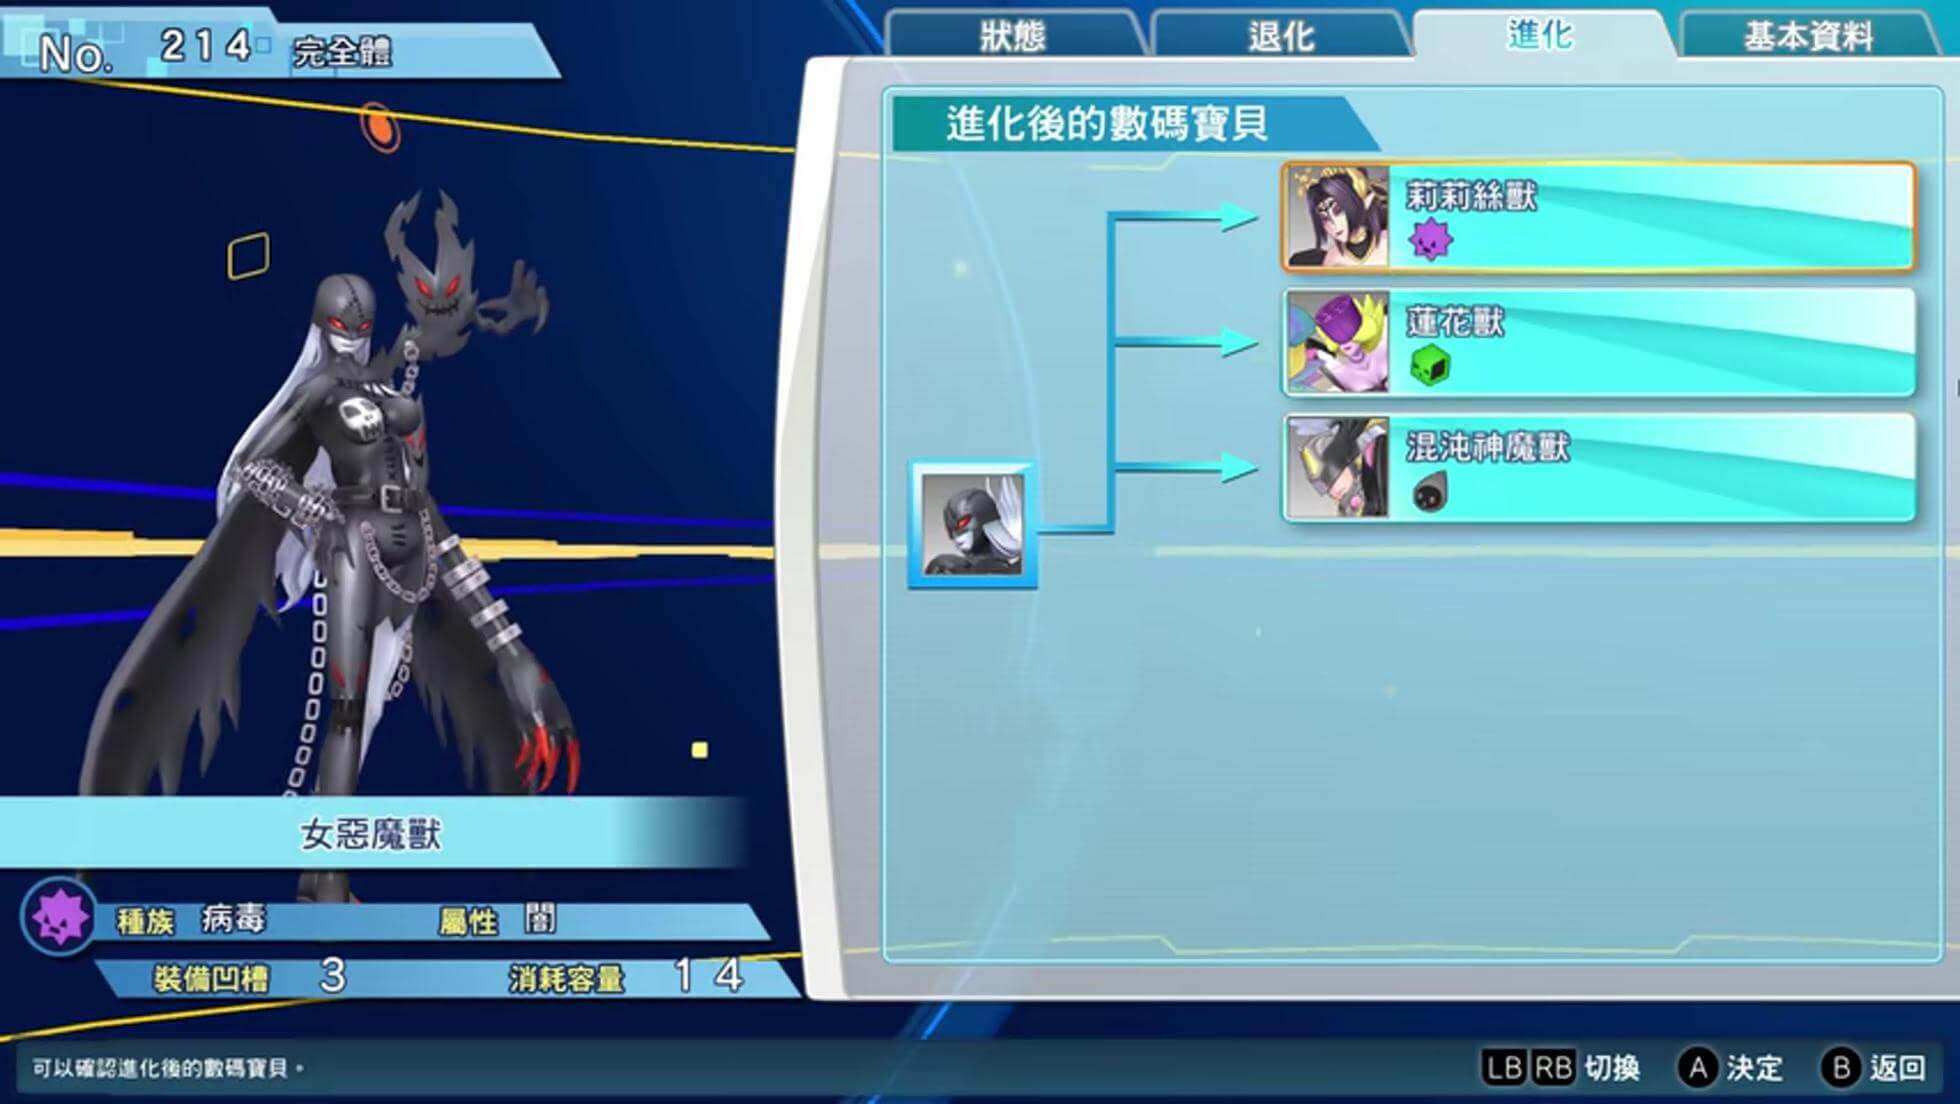 No. 214 完全體
狀態
退化
進化
基本資料
進化後的數碼寶貝
莉莉絲獸
蓮花獸
混沌神魔獸
女惡魔獸
種族 病毒 屬性 闇
裝備凹槽 3 消耗容量 14
可以確認進化後的數碼寶貝。
LB RB 切換 A 決定 B 返回